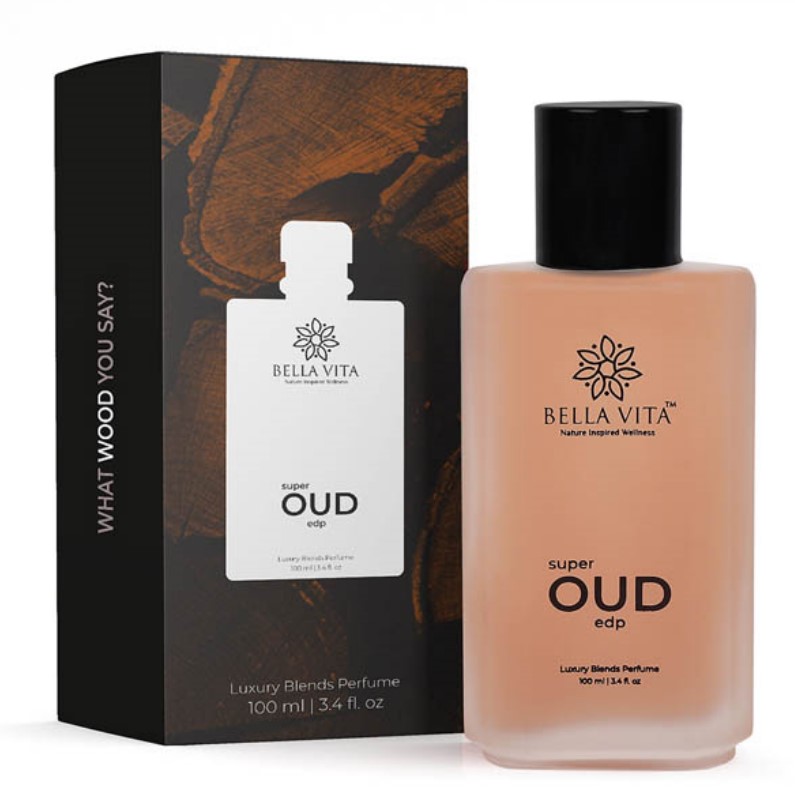 WHAT WOOD YOU SAY?
BELLA VITA
Nature Inspired Wellness
super
OUD
edp
Luxury Blends Perfume
100 ml | 3.4 fl. oz
Luxury Blends Perfume
100 ml | 3.4 fl. oz
BELLA VITA™
Nature Inspired Wellness
super
OUD
edp
Luxury Blends Perfume
100 ml | 3.4 fl. oz